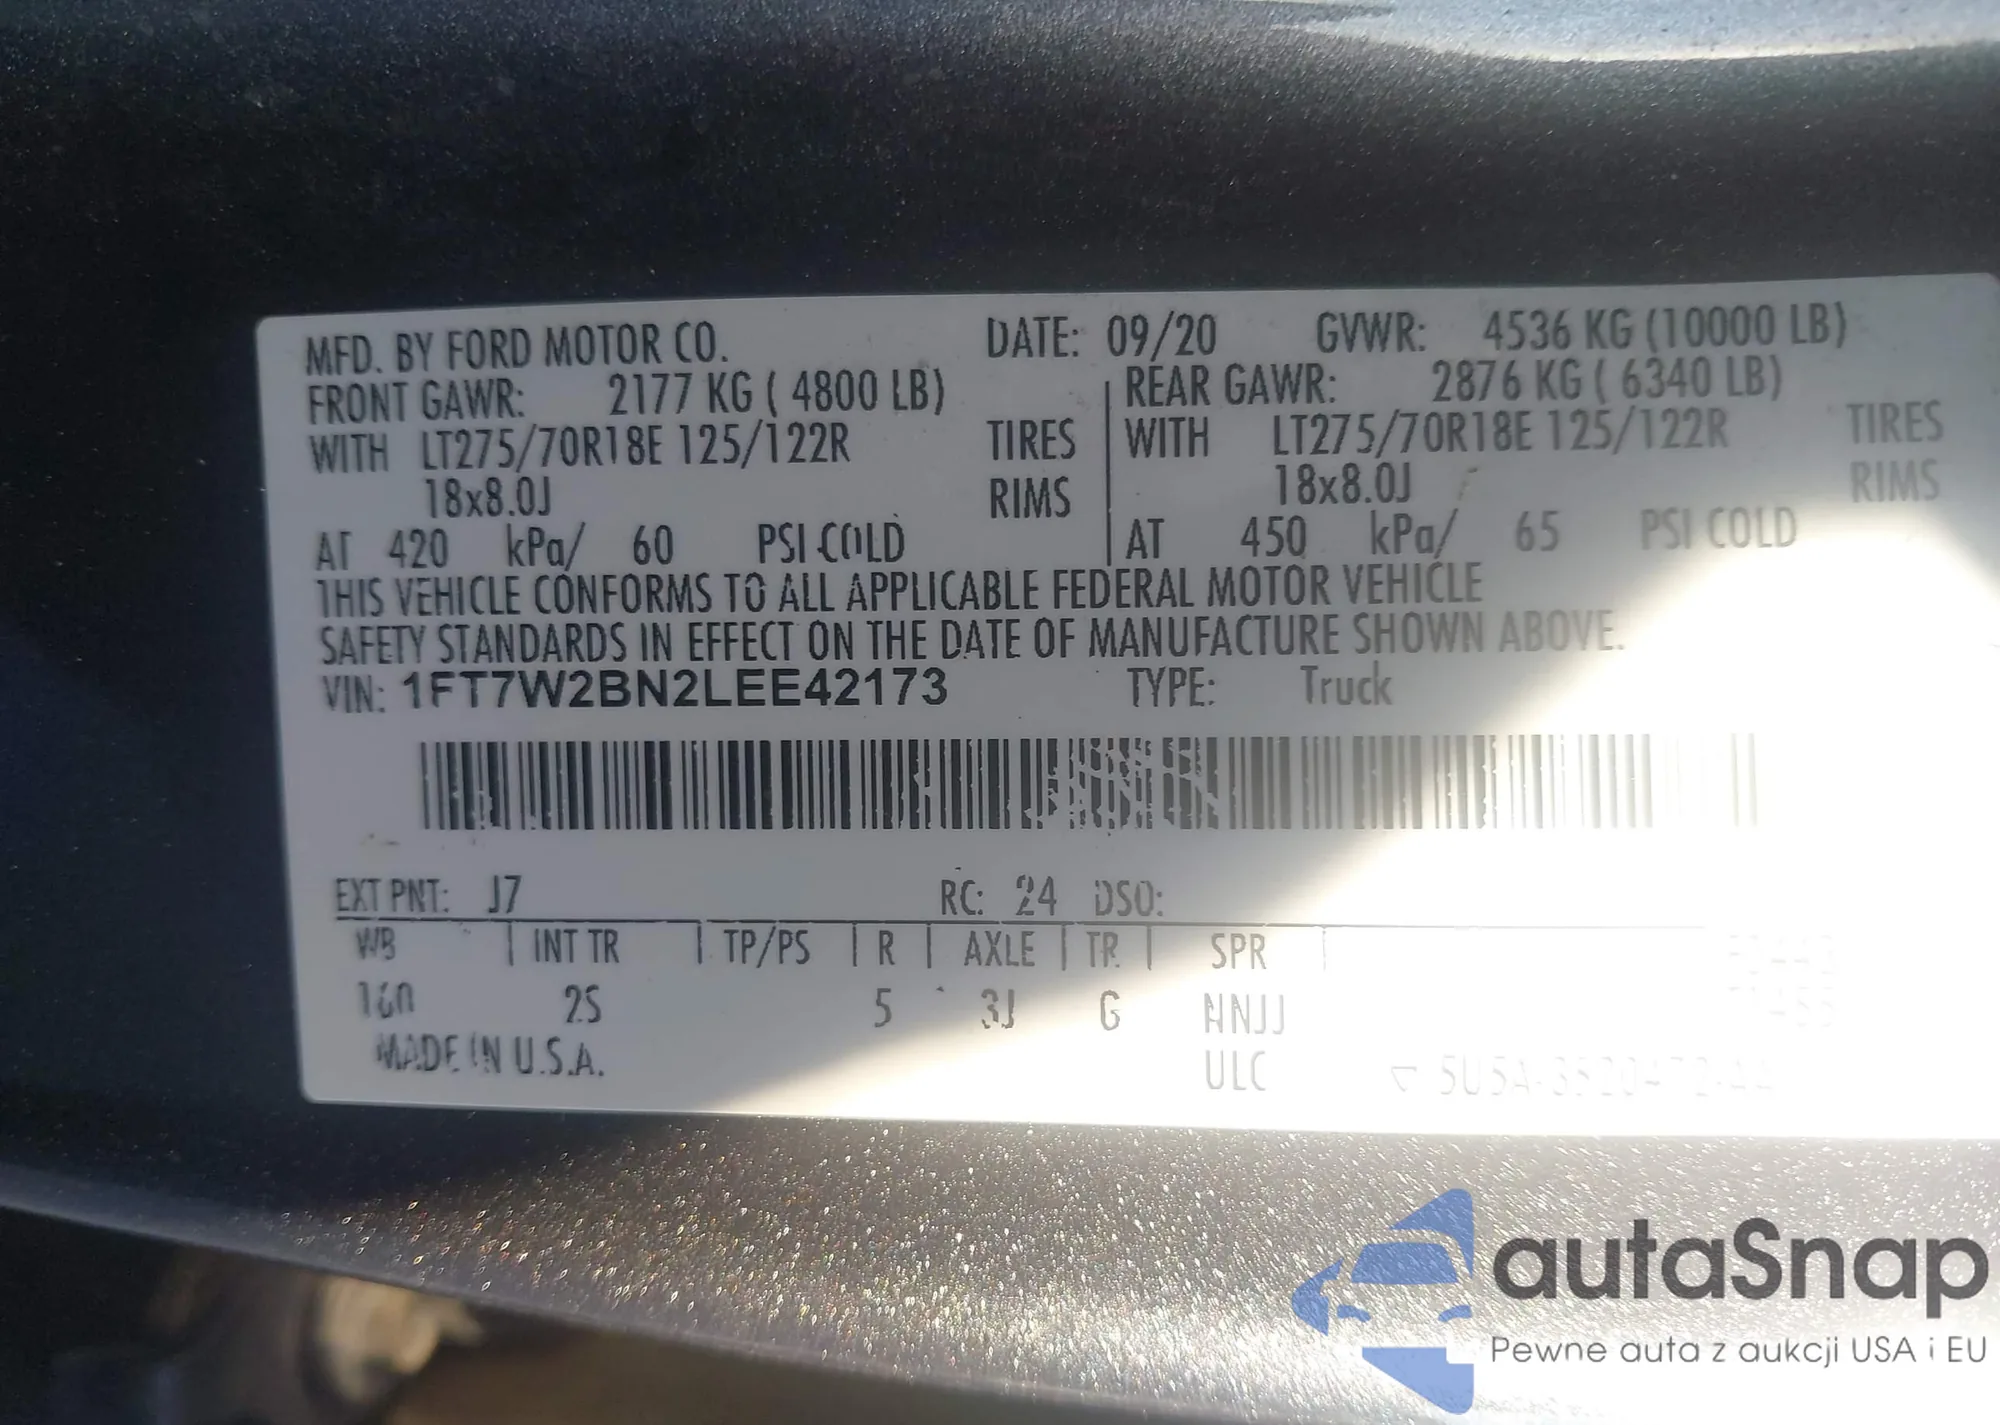 MFD. BY FORD MOTOR CO. DATE: 09/20 GVWR: 4536 KG (10000 LB)
FRONT GAWR: 2177 KG ( 4800 LB) REAR GAWR: 2876 KG ( 6340 LB)
WITH LT275/70R18E 125/122R TIRES WITH LT275/70R18E 125/122R TIRES
18x8.0J RIMS 18x8.0J RIMS
AT 420 kPa/ 60 PSI COLD AT 450 kPa/ 65 PSI COLD
THIS VEHICLE CONFORMS TO ALL APPLICABLE FEDERAL MOTOR VEHICLE
SAFETY STANDARDS IN EFFECT ON THE DATE OF MANUFACTURE SHOWN ABOVE.
VIN: 1FT7W2BN2LEE42173 TYPE: Truck
EXT PNT: J7 RC: 24 DSO:
WB INT TR TP/PS R AXLE TR SPR
160 2S 5 3J G NNJJ
MADE IN U.S.A. ULC
autaSnap
Pewne auta z aukcji USA i EU